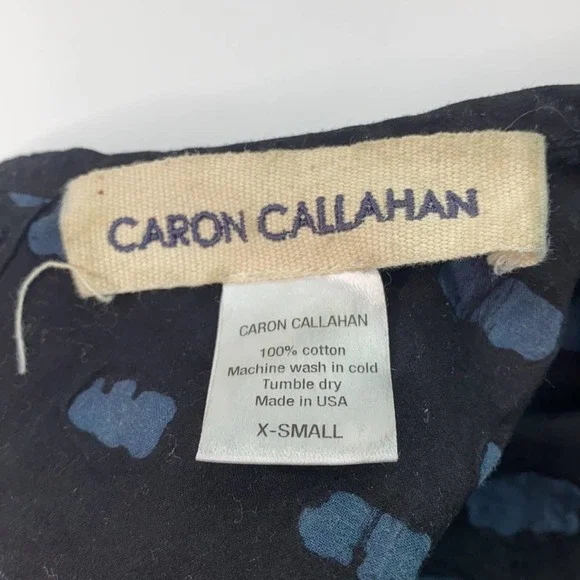 CARON CALLAHAN
CARON CALLAHAN
100% cotton
Machine wash in cold
Tumble dry
Made in USA
X-SMALL